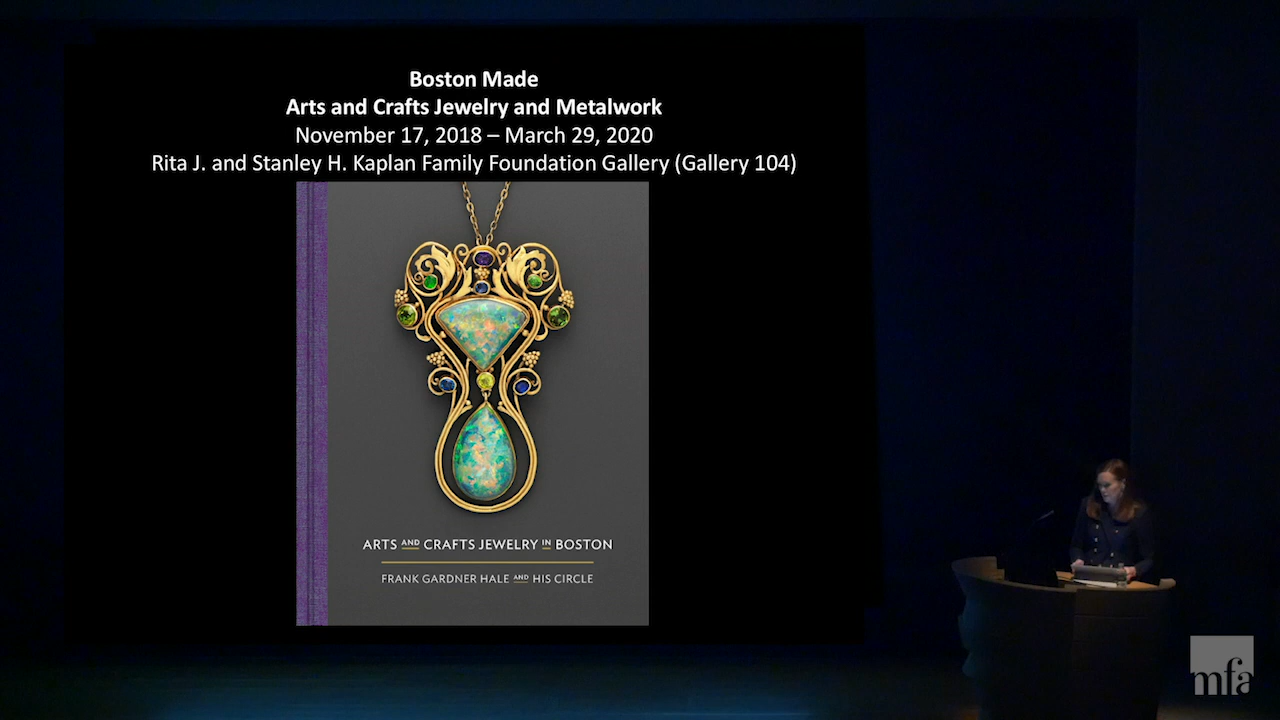 Boston Made
Arts and Crafts Jewelry and Metalwork
November 17, 2018 – March 29, 2020
Rita J. and Stanley H. Kaplan Family Foundation Gallery (Gallery 104)
ARTS AND CRAFTS JEWELRY IN BOSTON
FRANK GARDNER HALE AND HIS CIRCLE
mfa